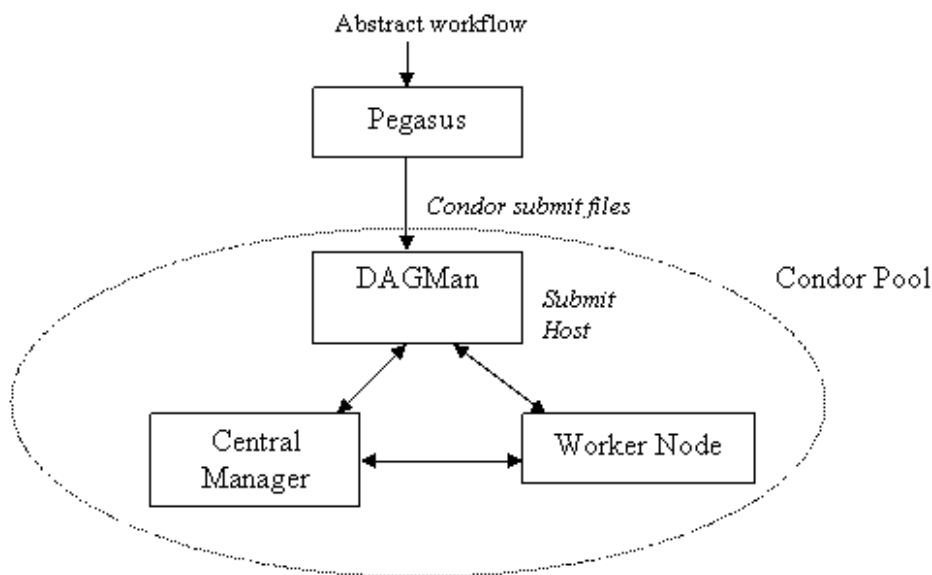 Abstract workflow
Pegasus
Condor submit files
DAGMan
Submit
Host
Condor Pool
Central
Manager
Worker Node